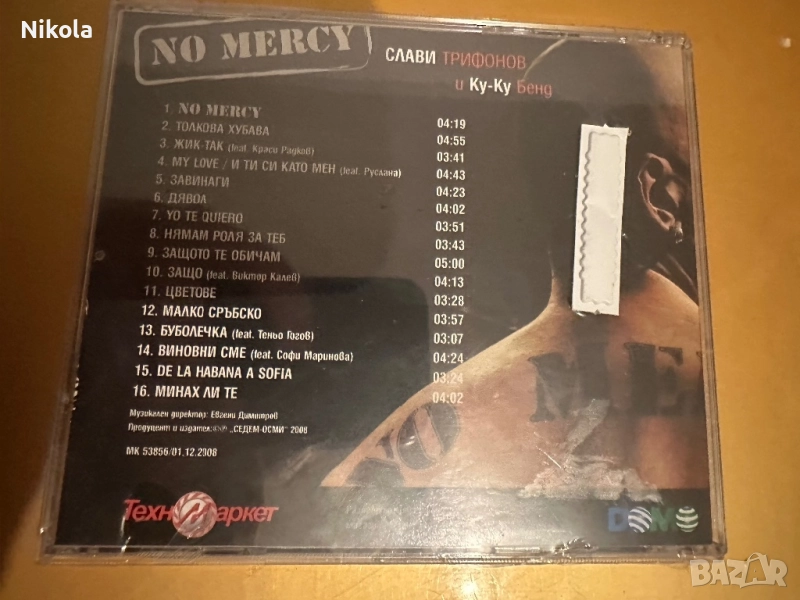 Nikola
NO MERCY
СЛАВИ ТРИФОНОВ
и Ку-Ку Бенд
1. NO MERCY 04:19
2. ТОЛКОВА ХУБАВА 04:55
3. ЖИК-ТАК (feat. Краси Радков) 03:41
4. MY LOVE / И ТИ СИ КАТО МЕН (feat. Руслана) 04:43
5. ЗАВИНАГИ 04:23
6. ДЯВОЛ 04:02
7. YO TE QUIERO 03:51
8. НЯМАМ РОЛЯ ЗА ТЕБ 03:43
9. ЗАЩОТО ТЕ ОБИЧАМ 05:00
10. ЗАЩО (feat. Виктор Калев) 04:13
11. ЦВЕТОВЕ 03:28
12. МАЛКО СРЪБСКО 03:57
13. БУБОЛЕЧКА (feat. Теньо Гогов) 03:07
14. ВИНОВНИ СМЕ (feat. Софи Маринова) 04:24
15. DE LA HABANA A SOFIA 03:24
16. МИНАХ ЛИ ТЕ 04:02
Музикален директор: Евгени Димитров
Продуцент и издател:©℗ „СЕДЕМ-ОСМИ" 2008
МК 53856/01.12.2008
NO ME
ТехноМаркет
DOMO
BAZAR